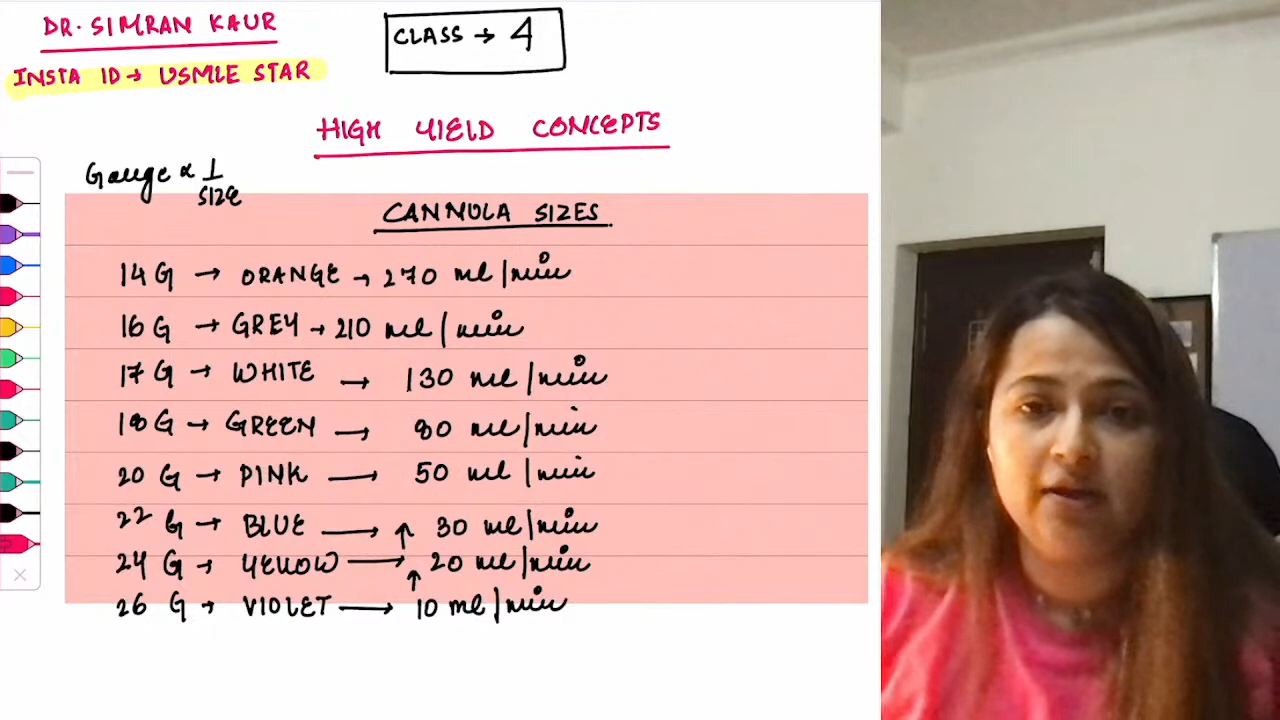 DR. SIMRAN KAUR
INSTA ID → USMLE STAR
CLASS → 4
HIGH YIELD CONCEPTS
Gauge ∝ 1/SIZE
CANNULA SIZES
14 G → ORANGE → 270 ml/min
16 G → GREY → 210 ml/min
17 G → WHITE → 130 ml/min
18 G → GREEN → 90 ml/min
20 G → PINK → 50 ml/min
22 G → BLUE → ↑ 30 ml/min
24 G → YELLOW → ↑ 20 ml/min
26 G → VIOLET → 10 ml/min